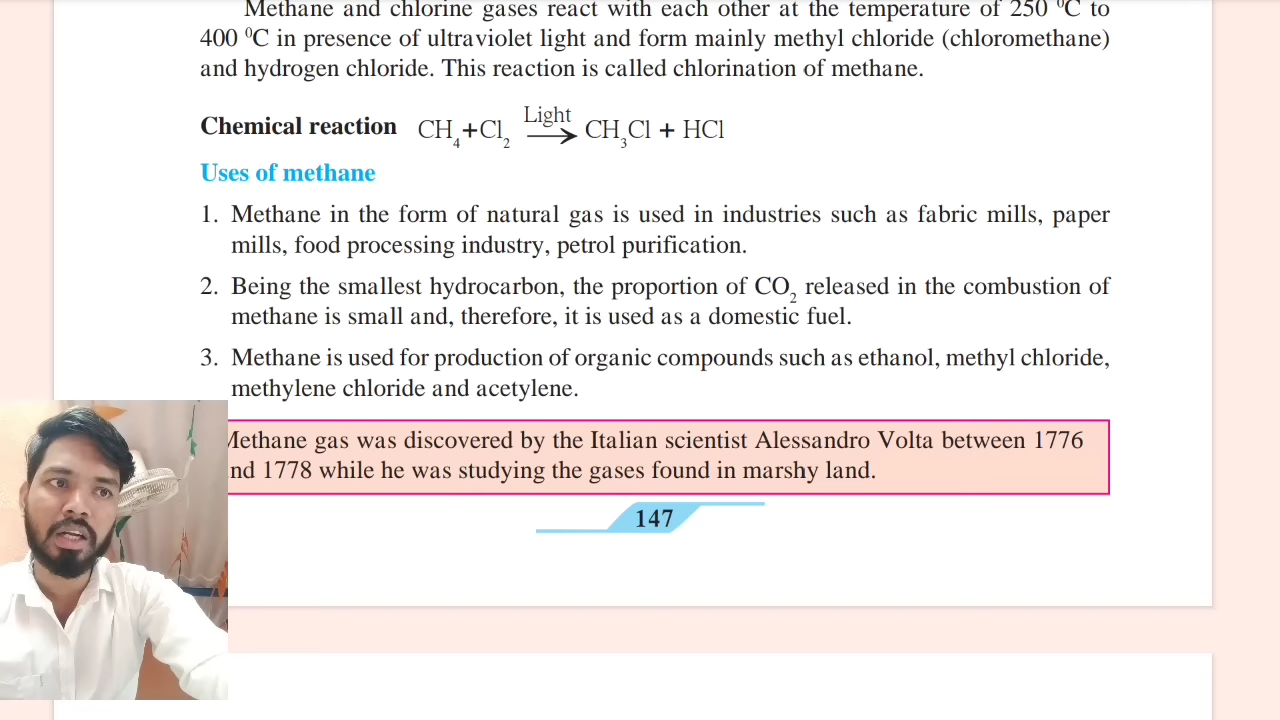 Methane and chlorine gases react with each other at the temperature of 250 ⁰C to
400 ⁰C in presence of ultraviolet light and form mainly methyl chloride (chloromethane)
and hydrogen chloride. This reaction is called chlorination of methane.
Chemical reaction CH₄+Cl₂ Light⟶ CH₃Cl + HCl
Uses of methane
1. Methane in the form of natural gas is used in industries such as fabric mills, paper
mills, food processing industry, petrol purification.
2. Being the smallest hydrocarbon, the proportion of CO₂ released in the combustion of
methane is small and, therefore, it is used as a domestic fuel.
3. Methane is used for production of organic compounds such as ethanol, methyl chloride,
methylene chloride and acetylene.
Methane gas was discovered by the Italian scientist Alessandro Volta between 1776
nd 1778 while he was studying the gases found in marshy land.
147